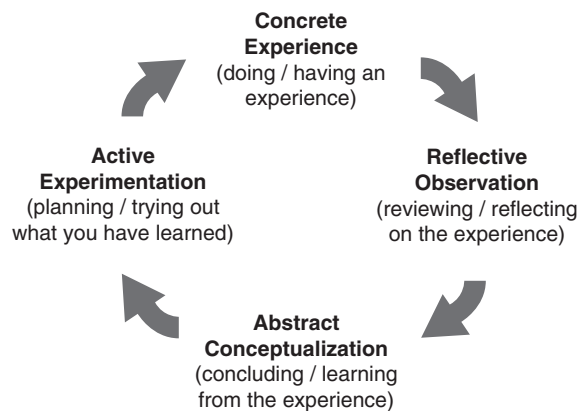 Concrete
Experience
(doing / having an
experience)
Reflective
Observation
(reviewing / reflecting
on the experience)
Abstract
Conceptualization
(concluding / learning
from the experience)
Active
Experimentation
(planning / trying out
what you have learned)